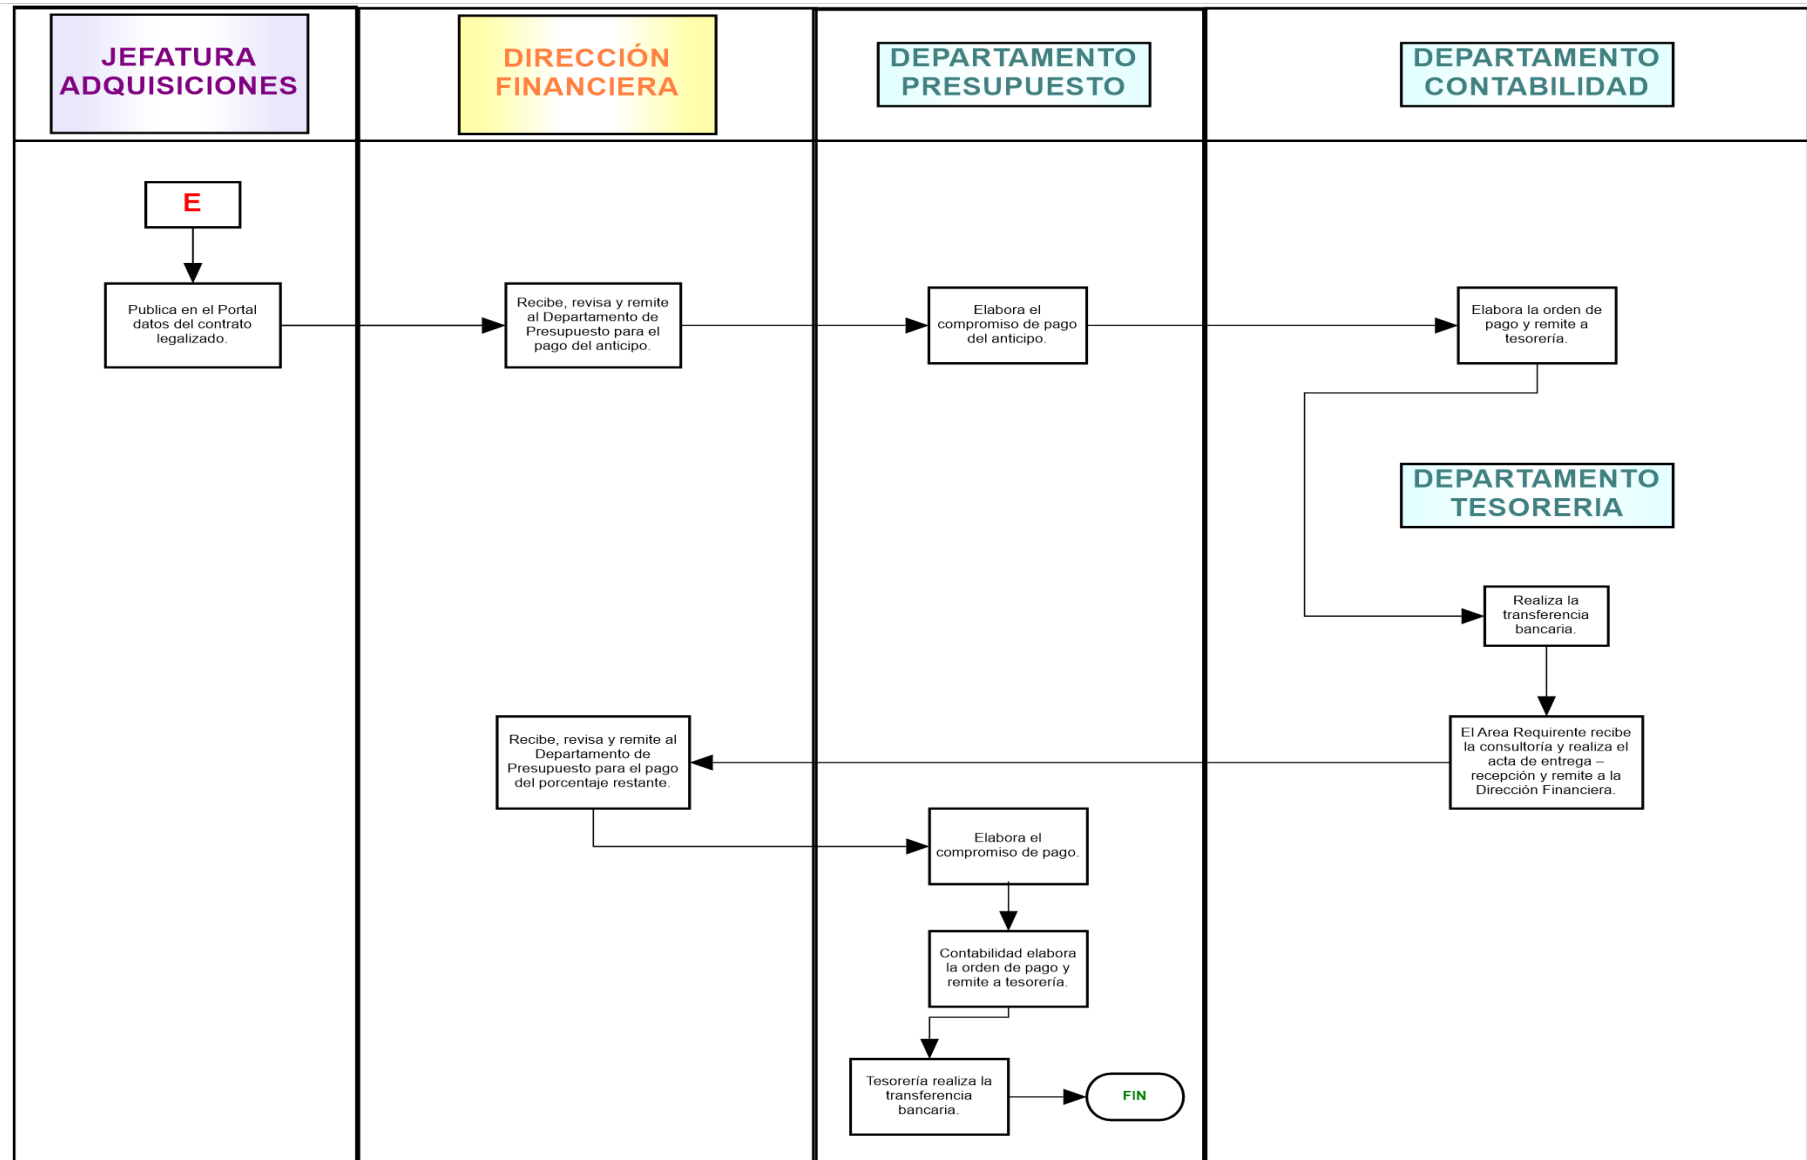 JEFATURA
ADQUISICIONES
DIRECCIÓN
FINANCIERA
DEPARTAMENTO
PRESUPUESTO
DEPARTAMENTO
CONTABILIDAD
E
Publica en el Portal
datos del contrato
legalizado.
Recibe, revisa y remite
al Departamento de
Presupuesto para el
pago del anticipo.
Elabora el
compromiso de pago
del anticipo.
Elabora la orden de
pago y remite a
tesorería.
DEPARTAMENTO
TESORERIA
Realiza la
transferencia
bancaria.
El Area Requirente recibe
la consultoría y realiza el
acta de entrega –
recepción y remite a la
Dirección Financiera.
Recibe, revisa y remite al
Departamento de
Presupuesto para el pago
del porcentaje restante.
Elabora el
compromiso de pago.
Contabilidad elabora
la orden de pago y
remite a tesorería.
Tesorería realiza la
transferencia
bancaria.
FIN